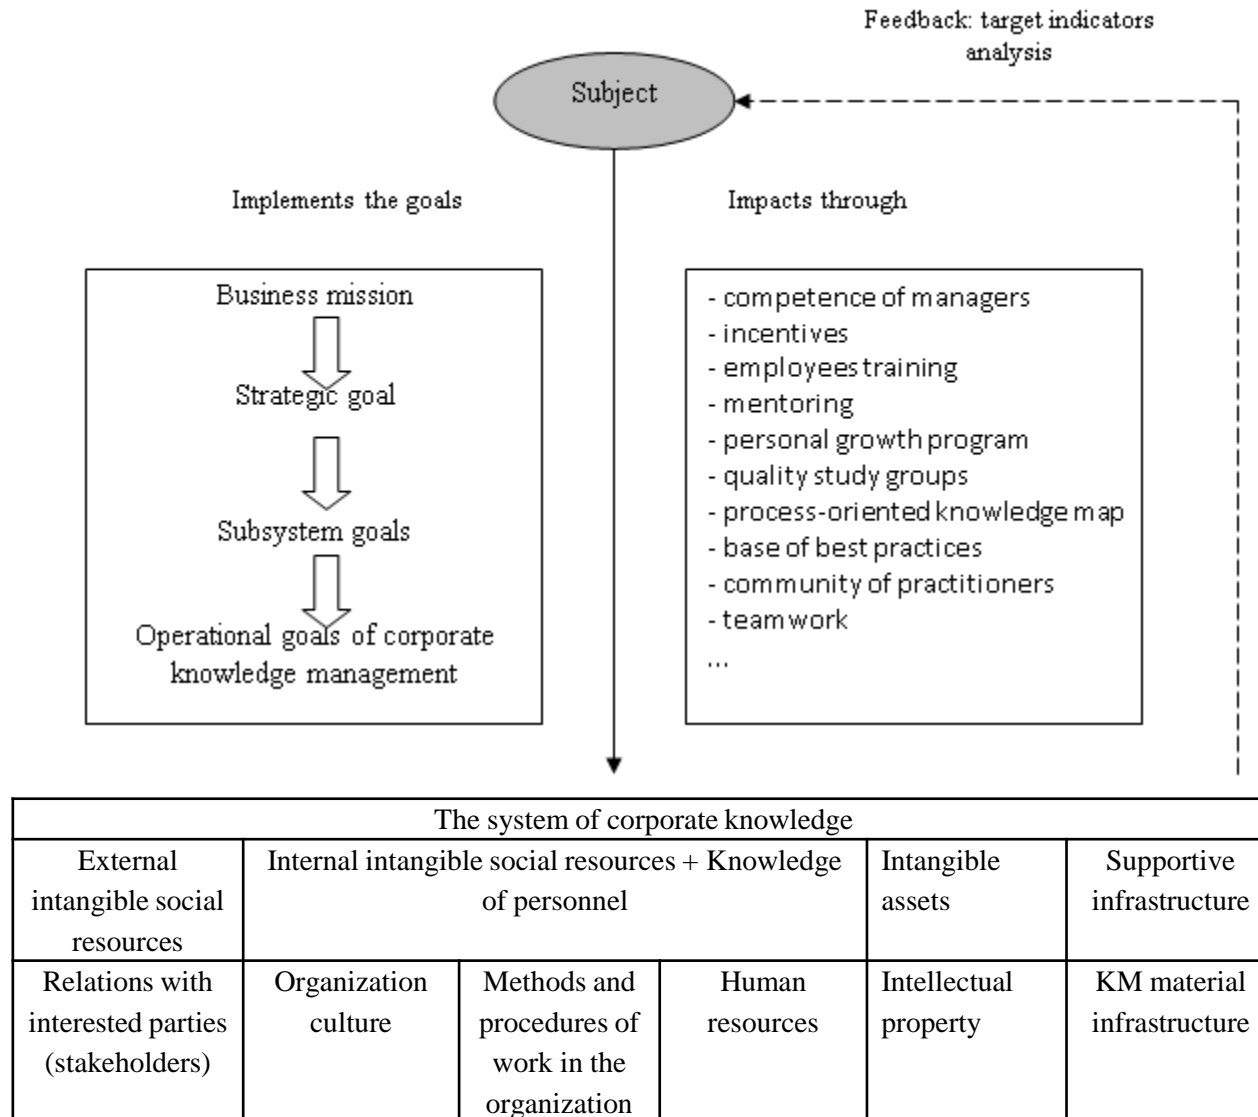 Feedback: target indicators
analysis
Subject
Implements the goals
Impacts through
Business mission
Strategic goal
Subsystem goals
Operational goals of corporate
knowledge management
- competence of managers
- incentives
- employees training
- mentoring
- personal growth program
- quality study groups
- process-oriented knowledge map
- base of best practices
- community of practitioners
- team work
...
The system of corporate knowledge
External
intangible social
resources
Internal intangible social resources + Knowledge
of personnel
Intangible
assets
Supportive
infrastructure
Relations with
interested parties
(stakeholders)
Organization
culture
Methods and
procedures of
work in the
organization
Human
resources
Intellectual
property
KM material
infrastructure